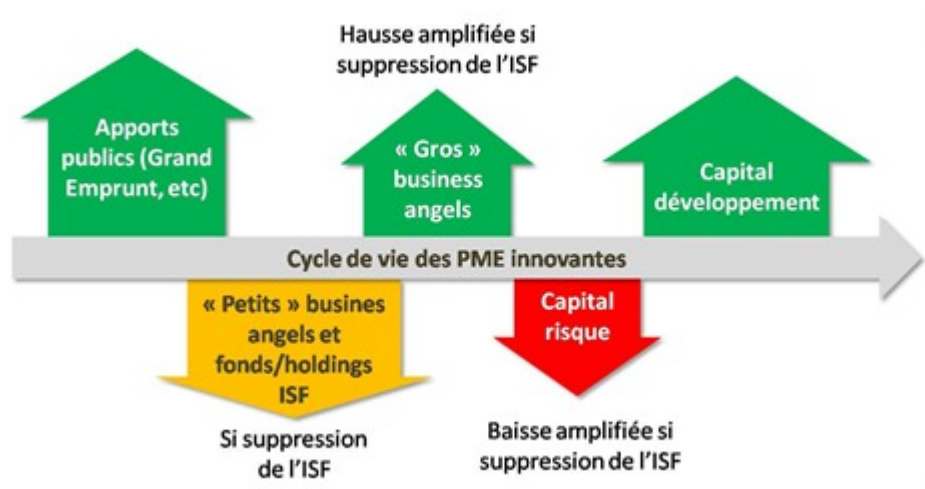 Hausse amplifiée si
suppression de l'ISF
Apports
publics (Grand
Emprunt, etc)
« Gros »
business
angels
Capital
développement
Cycle de vie des PME innovantes
« Petits » busines
angels et
fonds/holdings
ISF
Capital
risque
Si suppression
de l'ISF
Baisse amplifiée si
suppression de l'ISF